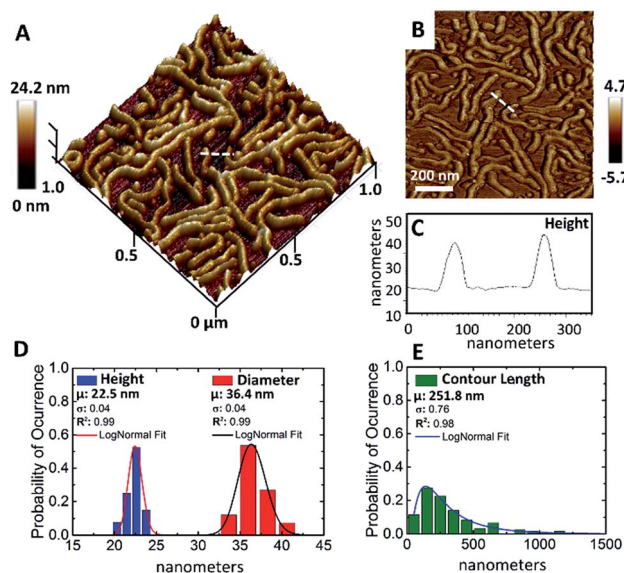 A
24.2 nm
0 nm
1.0
0.5
0 µm
0.5
1.0
B
4.7
-5.7
200 nm
C
Height
nanometers
50
40
30
20
10
0
100
200
300
nanometers
D
Probability of Ocurrence
1.0
0.8
0.6
0.4
0.2
0.0
Height
µ: 22.5 nm
σ: 0.04
R²: 0.99
LogNormal Fit
Diameter
µ: 36.4 nm
σ: 0.04
R²: 0.99
LogNormal Fit
15 20 25 30 35 40 45
nanometers
E
Probability of Ocurrence
1.0
0.8
0.6
0.4
0.2
0.0
Contour Length
µ: 251.8 nm
σ: 0.76
R²: 0.98
LogNormal Fit
0 500 1000 1500
nanometers